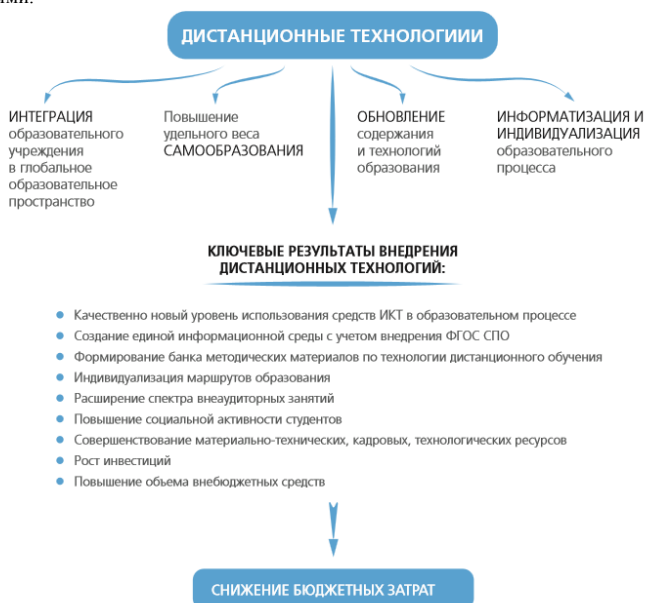 ДИСТАНЦИОННЫЕ ТЕХНОЛОГИИИ
ИНТЕГРАЦИЯ
образовательного
учреждения
в глобальное
образовательное
пространство
Повышение
удельного веса
САМООБРАЗОВАНИЯ
ОБНОВЛЕНИЕ
содержания
и технологий
образования
ИНФОРМАТИЗАЦИЯ И
ИНДИВИДУАЛИЗАЦИЯ
образовательного
процесса
КЛЮЧЕВЫЕ РЕЗУЛЬТАТЫ ВНЕДРЕНИЯ
ДИСТАНЦИОННЫХ ТЕХНОЛОГИЙ:
Качественно новый уровень использования средств ИКТ в образовательном процессе
Создание единой информационной среды с учетом внедрения ФГОС СПО
Формирование банка методических материалов по технологии дистанционного обучения
Индивидуализация маршрутов образования
Расширение спектра внеаудиторных занятий
Повышение социальной активности студентов
Совершенствование материально-технических, кадровых, технологических ресурсов
Рост инвестиций
Повышение объема внебюджетных средств
СНИЖЕНИЕ БЮДЖЕТНЫХ ЗАТРАТ